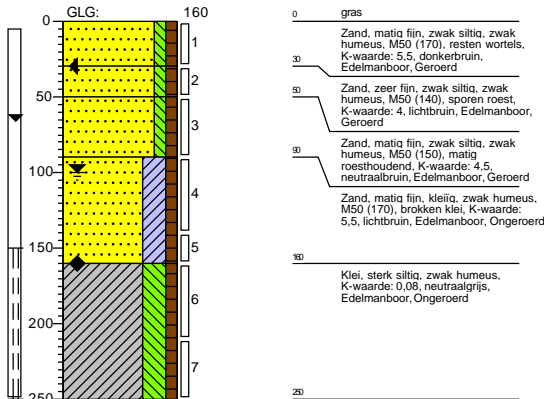 GLG: 160
0
50
100
150
200
250
1
2
3
4
5
6
7
0 gras
Zand, matig fijn, zwak siltig, zwak
humeus, M50 (170), resten wortels,
K-waarde: 5,5, donkerbruin,
Edelmanboor, Geroerd
30
Zand, zeer fijn, zwak siltig, zwak
humeus, M50 (140), sporen roest,
K-waarde: 4, lichtbruin, Edelmanboor,
Geroerd
50
Zand, matig fijn, zwak siltig, zwak
humeus, M50 (150), matig
roesthoudend, K-waarde: 4,5,
neutraalbruin, Edelmanboor, Geroerd
90
Zand, matig fijn, kleiïg, zwak humeus,
M50 (170), brokken klei, K-waarde:
5,5, lichtbruin, Edelmanboor, Ongeroerd
160
Klei, sterk siltig, zwak humeus,
K-waarde: 0,08, neutraalgrijs,
Edelmanboor, Ongeroerd
250